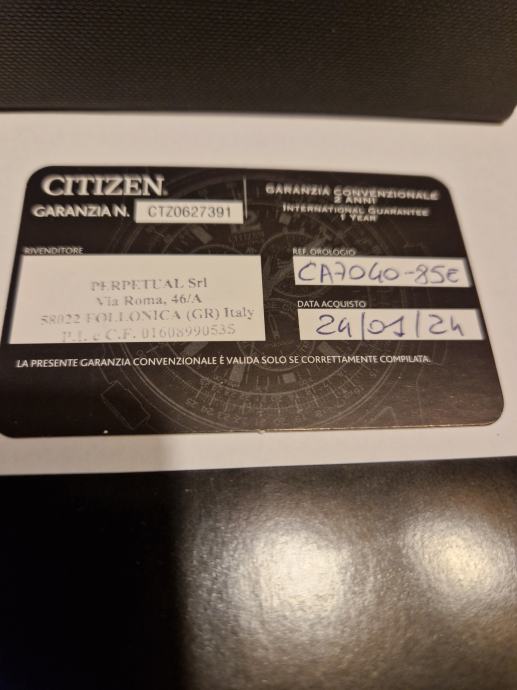 CITIZEN
GARANZIA N. CTZ0627391
GARANZIA CONVENZIONALE
2 ANNI
INTERNATIONAL GUARANTEE
1 YEAR
RIVENDITORE
PERPETUAL Srl
Via Roma, 46/A
58022 FOLLONICA (GR) Italy
P.I. e C.F. 01608990535
REF. OROLOGIO
CA7040-85E
DATA ACQUISTO
24/01/24
LA PRESENTE GARANZIA CONVENZIONALE È VALIDA SOLO SE CORRETTAMENTE COMPILATA.